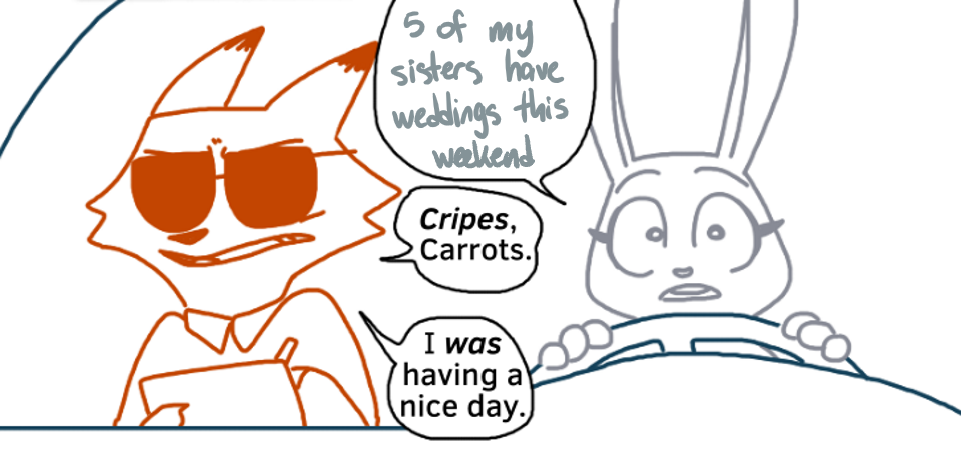 5 of my
sisters have
weddings this
weekend
Cripes,
Carrots.
I was
having a
nice day.